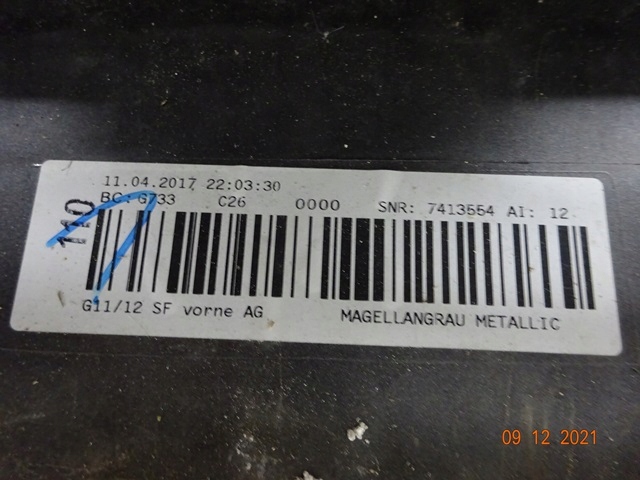 11.04.2017 22:03:30
BC: G733 C26 0000 SNR: 7413554 AI: 12
110
G11/12 SF vorne AG MAGELLANGRAU METALLIC
09 12 2021